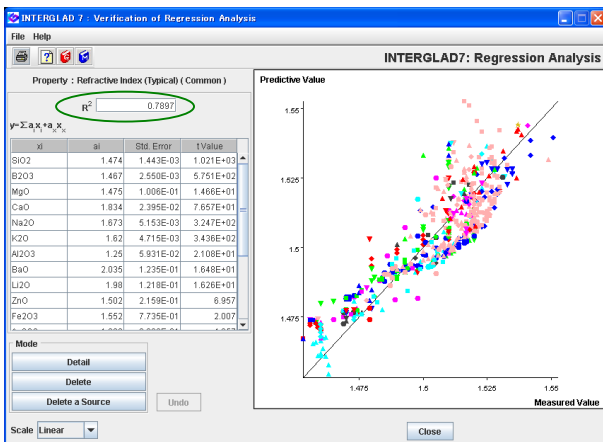 INTERGLAD 7 : Verification of Regression Analysis
File Help
INTERGLAD7: Regression Analysis
Property : Refractive Index (Typical) ( Common )
R2 0.7897
y=Σaixi+axxx
xi ai Std. Error t Value
SiO2 1.474 1.443E-03 1.021E+03
B2O3 1.467 2.550E-03 5.751E+02
MgO 1.475 1.006E-01 1.466E+01
CaO 1.834 2.395E-02 7.657E+01
Na2O 1.673 5.153E-03 3.247E+02
K2O 1.62 4.715E-03 3.436E+02
Al2O3 1.25 5.931E-02 2.108E+01
BaO 2.035 1.235E-01 1.648E+01
Li2O 1.98 1.218E-01 1.626E+01
ZnO 1.502 2.159E-01 6.957
Fe2O3 1.552 7.735E-01 2.007
Mode
Detail
Delete
Delete a Source
Undo
Scale Linear
Predictive Value
1.55
1.525
1.5
1.475
1.475 1.5 1.525 1.55
Measured Value
Close